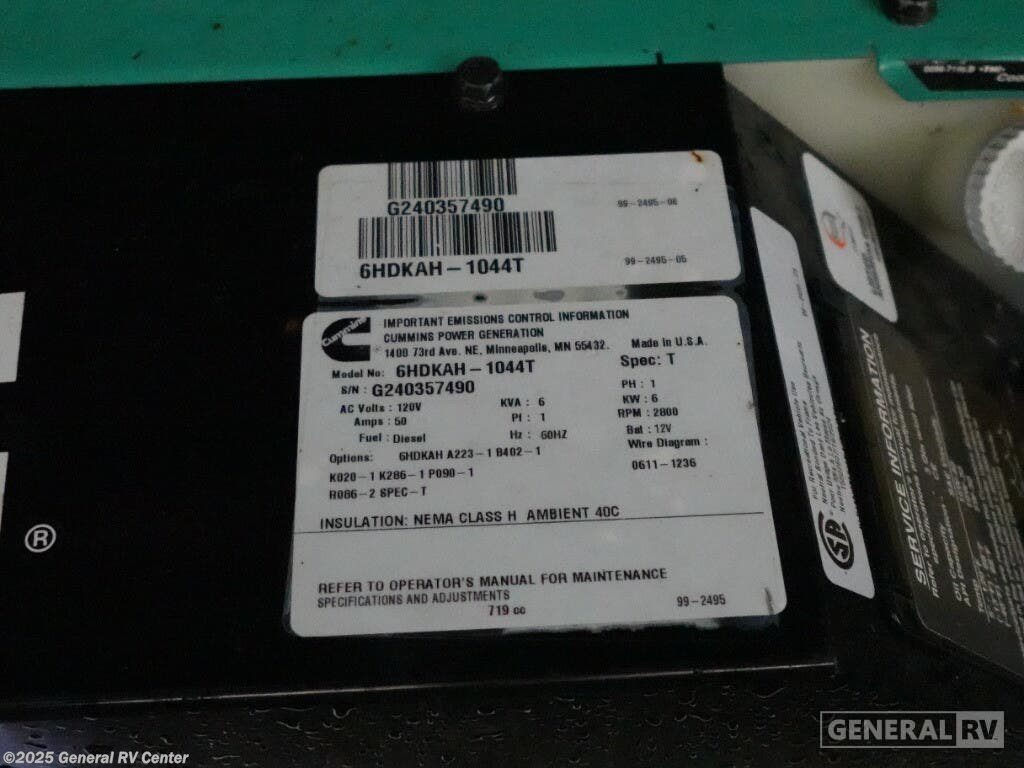 G240357490
99-2495-06
6HDKAH-1044T
99-2495-05
Cummins
IMPORTANT EMISSIONS CONTROL INFORMATION
CUMMINS POWER GENERATION
1400 73rd Ave. NE, Minneapolis, MN 55432. Made in U.S.A.
Model No: 6HDKAH-1044T Spec: T
S/N : G240357490 PH : 1
AC Volts : 120V KVA : 6 KW : 6
Amps : 50 Pf : 1 RPM : 2800
Fuel : Diesel Hz : 60HZ Bat : 12V
Options: 6HDKAH A223-1 B402-1 Wire Diagram :
K020-1 K286-1 P090-1 0611-1236
R086-2 SPEC-T
INSULATION: NEMA CLASS H AMBIENT 40C
REFER TO OPERATOR'S MANUAL FOR MAINTENANCE
SPECIFICATIONS AND ADJUSTMENTS
719 cc 99-2495
®
SERVICE INFORMATION
GENERAL RV
©2025 General RV Center